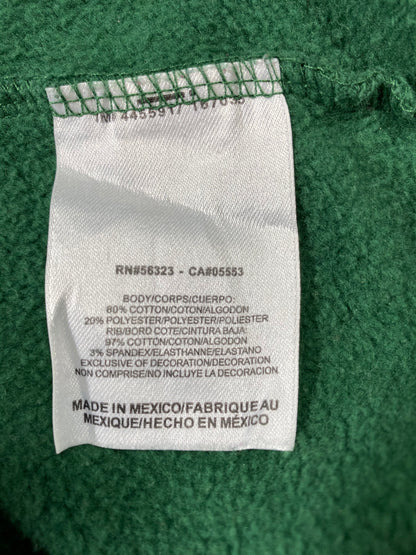 4455917 167036
RN#56323 - CA#05553
BODY/CORPS/CUERPO:
80% COTTON/COTON/ALGODON
20% POLYESTER/POLYESTER/POLIESTER
RIB/BORD COTE/CINTURA BAJA:
97% COTTON/COTON/ALGODON
3% SPANDEX/ELASTHANNE/ELASTANO
EXCLUSIVE OF DECORATION/DECORATION
NON COMPRISE/NO INCLUYE LA DECORACION
MADE IN MEXICO/FABRIQUE AU
MEXIQUE/HECHO EN MÉXICO